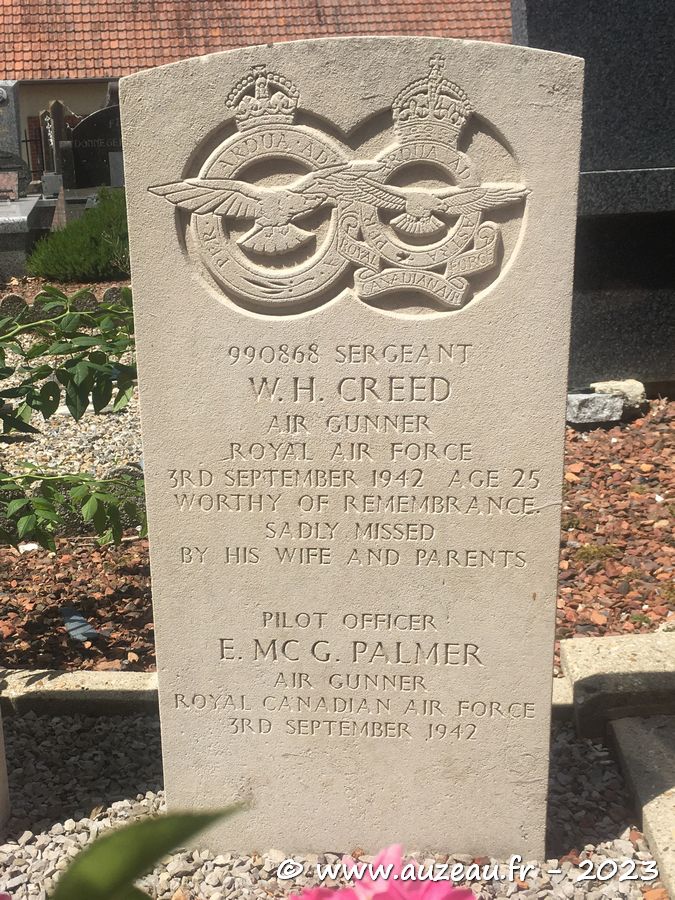 PER ARDUA AD
ARDUA AD ASTRA
ROYAL FORCE
CANADIAN AIR
990868 SERGEANT
W. H. CREED
AIR GUNNER
ROYAL AIR FORCE
3RD SEPTEMBER 1942 AGE 25
WORTHY OF REMEMBRANCE.
SADLY MISSED
BY HIS WIFE AND PARENTS
PILOT OFFICER
E. MC G. PALMER
AIR GUNNER
ROYAL CANADIAN AIR FORCE
3RD SEPTEMBER 1942
© www.auzeau.fr - 2023